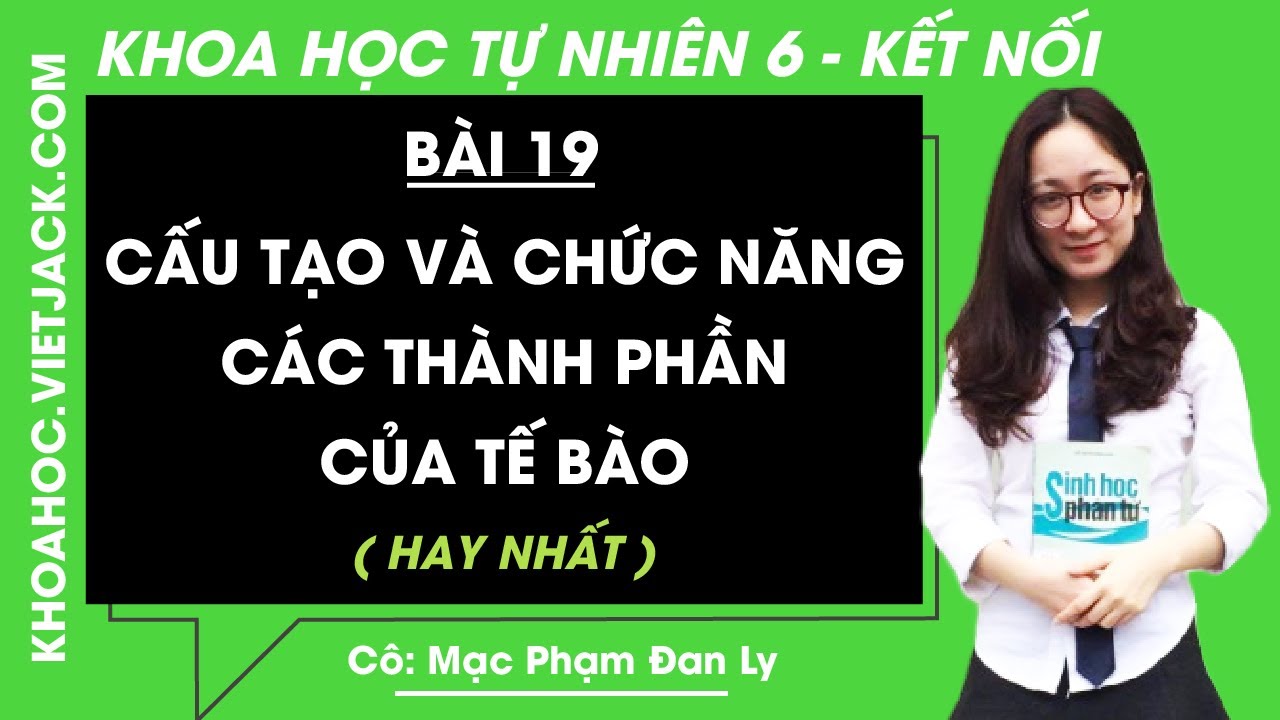 KHOA HỌC TỰ NHIÊN 6 - KẾT NỐI
KHOAHOC.VIETJACK.COM
BÀI 19
CẤU TẠO VÀ CHỨC NĂNG
CÁC THÀNH PHẦN
CỦA TẾ BÀO
( HAY NHẤT )
Cô: Mạc Phạm Đan Ly
Sinh học
phân tử